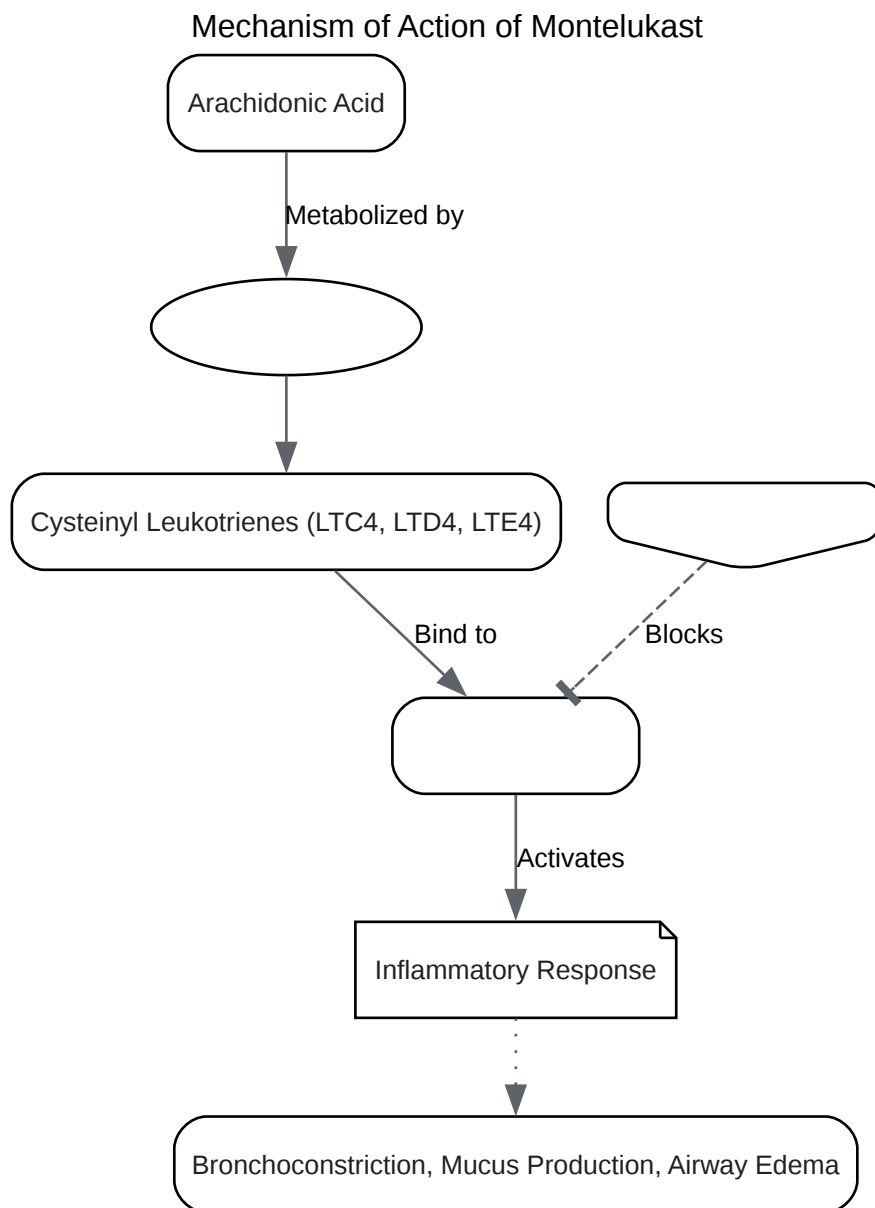 Mechanism of Action of Montelukast
Arachidonic Acid
Metabolized by
Cysteinyl Leukotrienes (LTC4, LTD4, LTE4)
Bind to
Blocks
Activates
Inflammatory Response
Bronchoconstriction, Mucus Production, Airway Edema